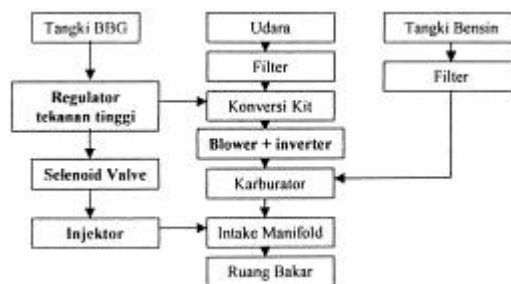 Tangki BBG
Udara
Tangki Bensin
Filter
Filter
Regulator
tekanan tinggi
Konversi Kit
Blower + inverter
Selenoid Valve
Karburator
Injektor
Intake Manifold
Ruang Bakar